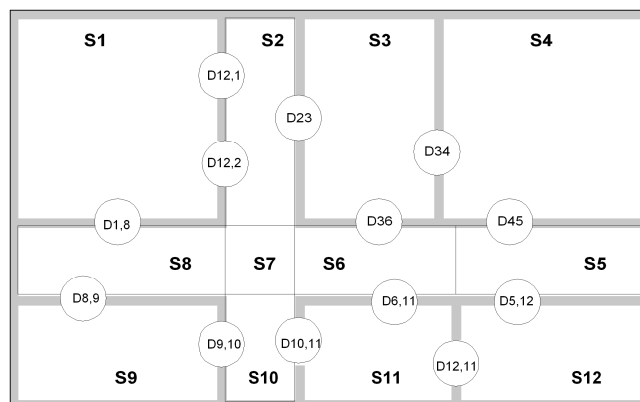 S1 S2 S3 S4
D12,1
D23
D34
D12,2
D1,8 D36 D45
S8 S7 S6 S5
D8,9 D6,11 D5,12
D9,10 D10,11
D12,11
S9 S10 S11 S12